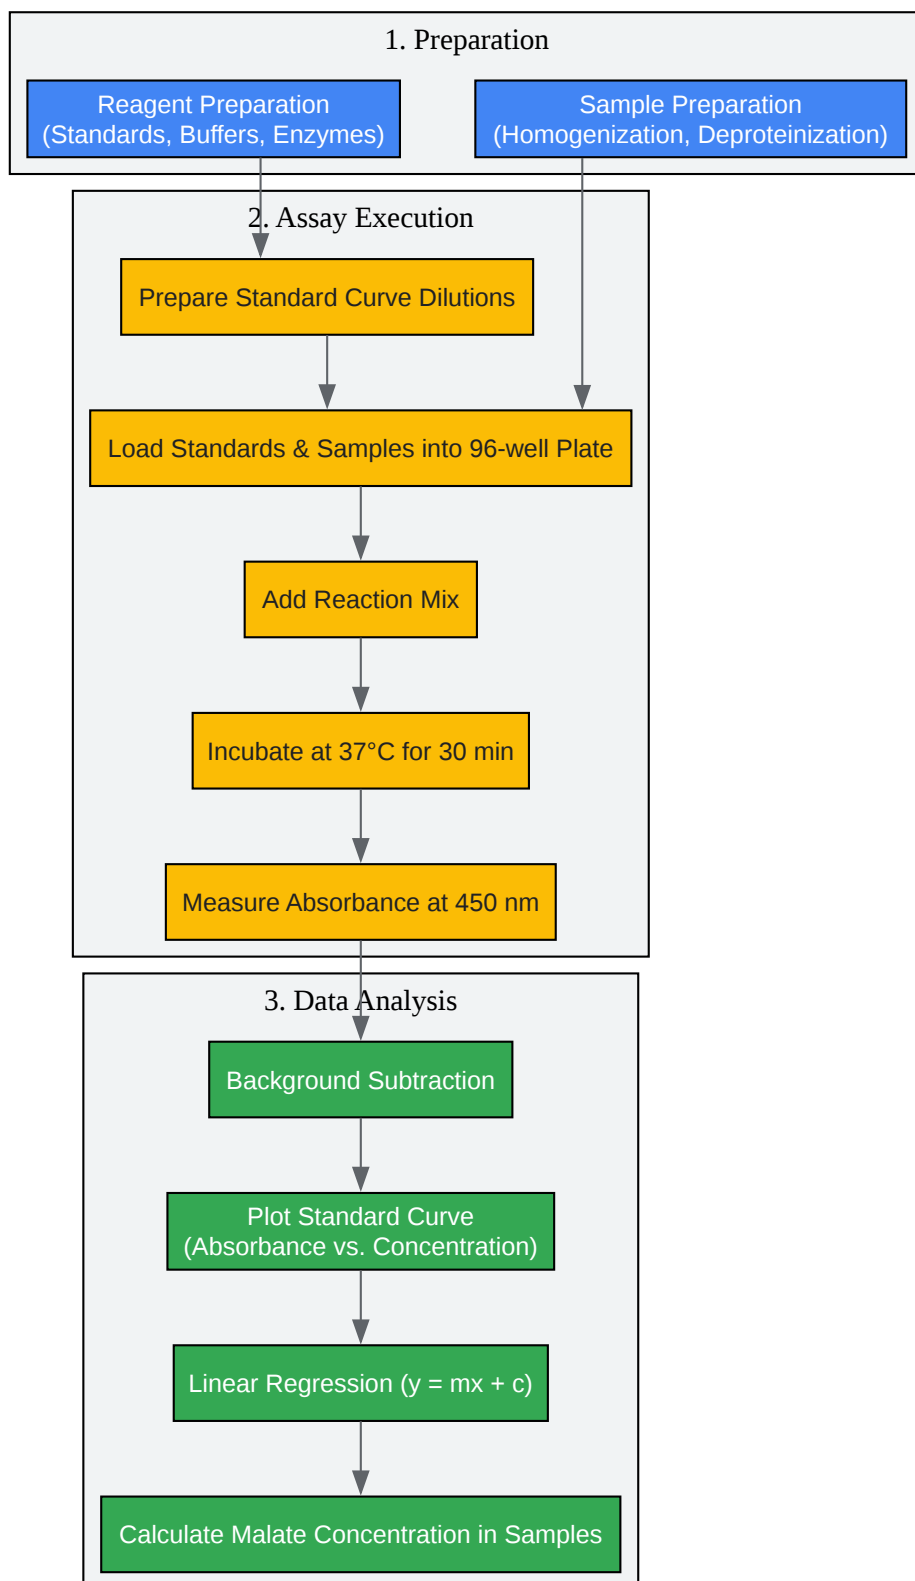 1. Preparation
Reagent Preparation
(Standards, Buffers, Enzymes)
Sample Preparation
(Homogenization, Deproteinization)
2. Assay Execution
Prepare Standard Curve Dilutions
Load Standards & Samples into 96-well Plate
Add Reaction Mix
Incubate at 37°C for 30 min
Measure Absorbance at 450 nm
3. Data Analysis
Background Subtraction
Plot Standard Curve
(Absorbance vs. Concentration)
Linear Regression (y = mx + c)
Calculate Malate Concentration in Samples